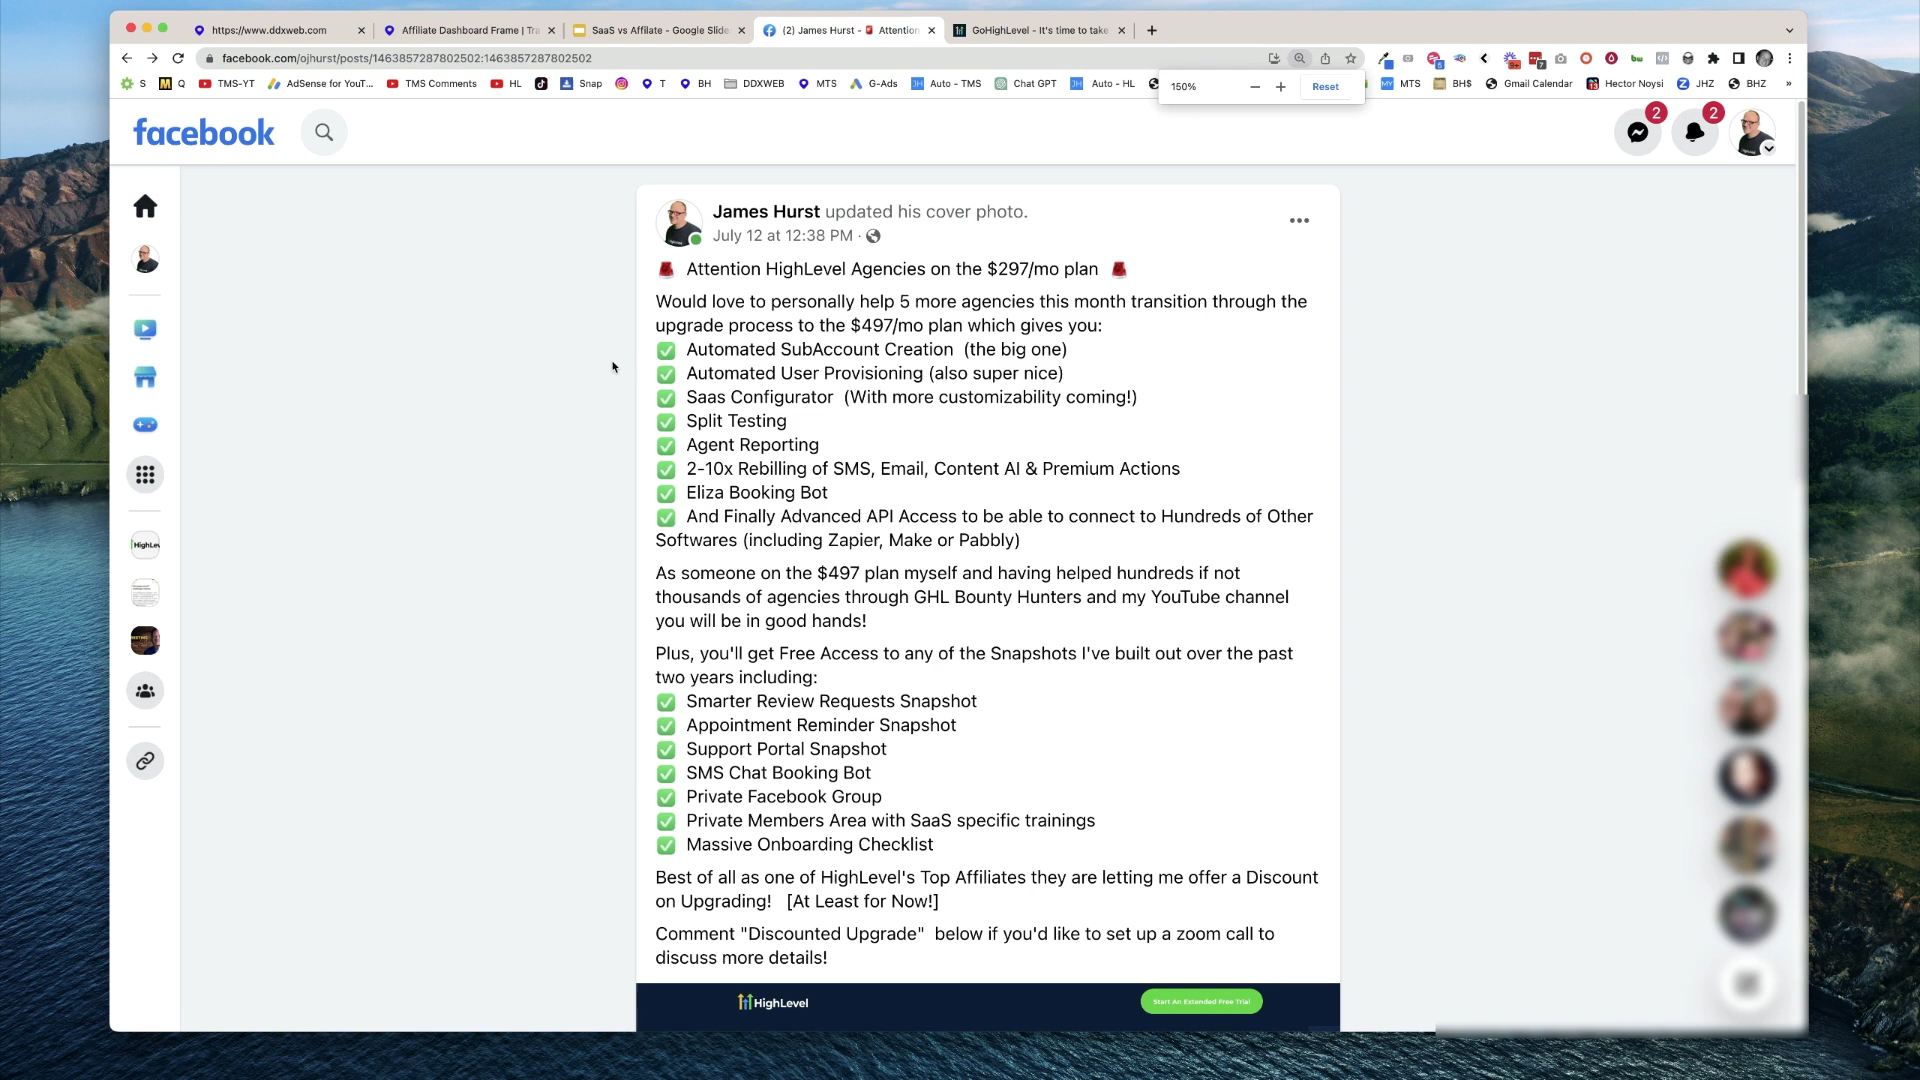 https://www.ddxweb.com
Affiliate Dashboard Frame | Tra
SaaS vs Affilate - Google Slide
(2) James Hurst - 🚨 Attention
GoHighLevel - It's time to take
facebook.com/ojhurst/posts/1463857287802502:1463857287802502
S
Q
TMS-YT
AdSense for YouT...
TMS Comments
HL
Snap
T
BH
DDXWEB
MTS
G-Ads
Auto - TMS
Chat GPT
Auto - HL
MTS
BH$
Gmail Calendar
Hector Noysi
JHZ
BHZ
150%
Reset
facebook
2
2
James Hurst updated his cover photo.
July 12 at 12:38 PM ·
🚨 Attention HighLevel Agencies on the $297/mo plan 🚨
Would love to personally help 5 more agencies this month transition through the
upgrade process to the $497/mo plan which gives you:
✅ Automated SubAccount Creation (the big one)
✅ Automated User Provisioning (also super nice)
✅ Saas Configurator (With more customizability coming!)
✅ Split Testing
✅ Agent Reporting
✅ 2-10x Rebilling of SMS, Email, Content AI & Premium Actions
✅ Eliza Booking Bot
✅ And Finally Advanced API Access to be able to connect to Hundreds of Other
Softwares (including Zapier, Make or Pabbly)
As someone on the $497 plan myself and having helped hundreds if not
thousands of agencies through GHL Bounty Hunters and my YouTube channel
you will be in good hands!
Plus, you'll get Free Access to any of the Snapshots I've built out over the past
two years including:
✅ Smarter Review Requests Snapshot
✅ Appointment Reminder Snapshot
✅ Support Portal Snapshot
✅ SMS Chat Booking Bot
✅ Private Facebook Group
✅ Private Members Area with SaaS specific trainings
✅ Massive Onboarding Checklist
Best of all as one of HighLevel's Top Affiliates they are letting me offer a Discount
on Upgrading! [At Least for Now!]
Comment "Discounted Upgrade" below if you'd like to set up a zoom call to
discuss more details!
HighLevel
Start An Extended Free Trial